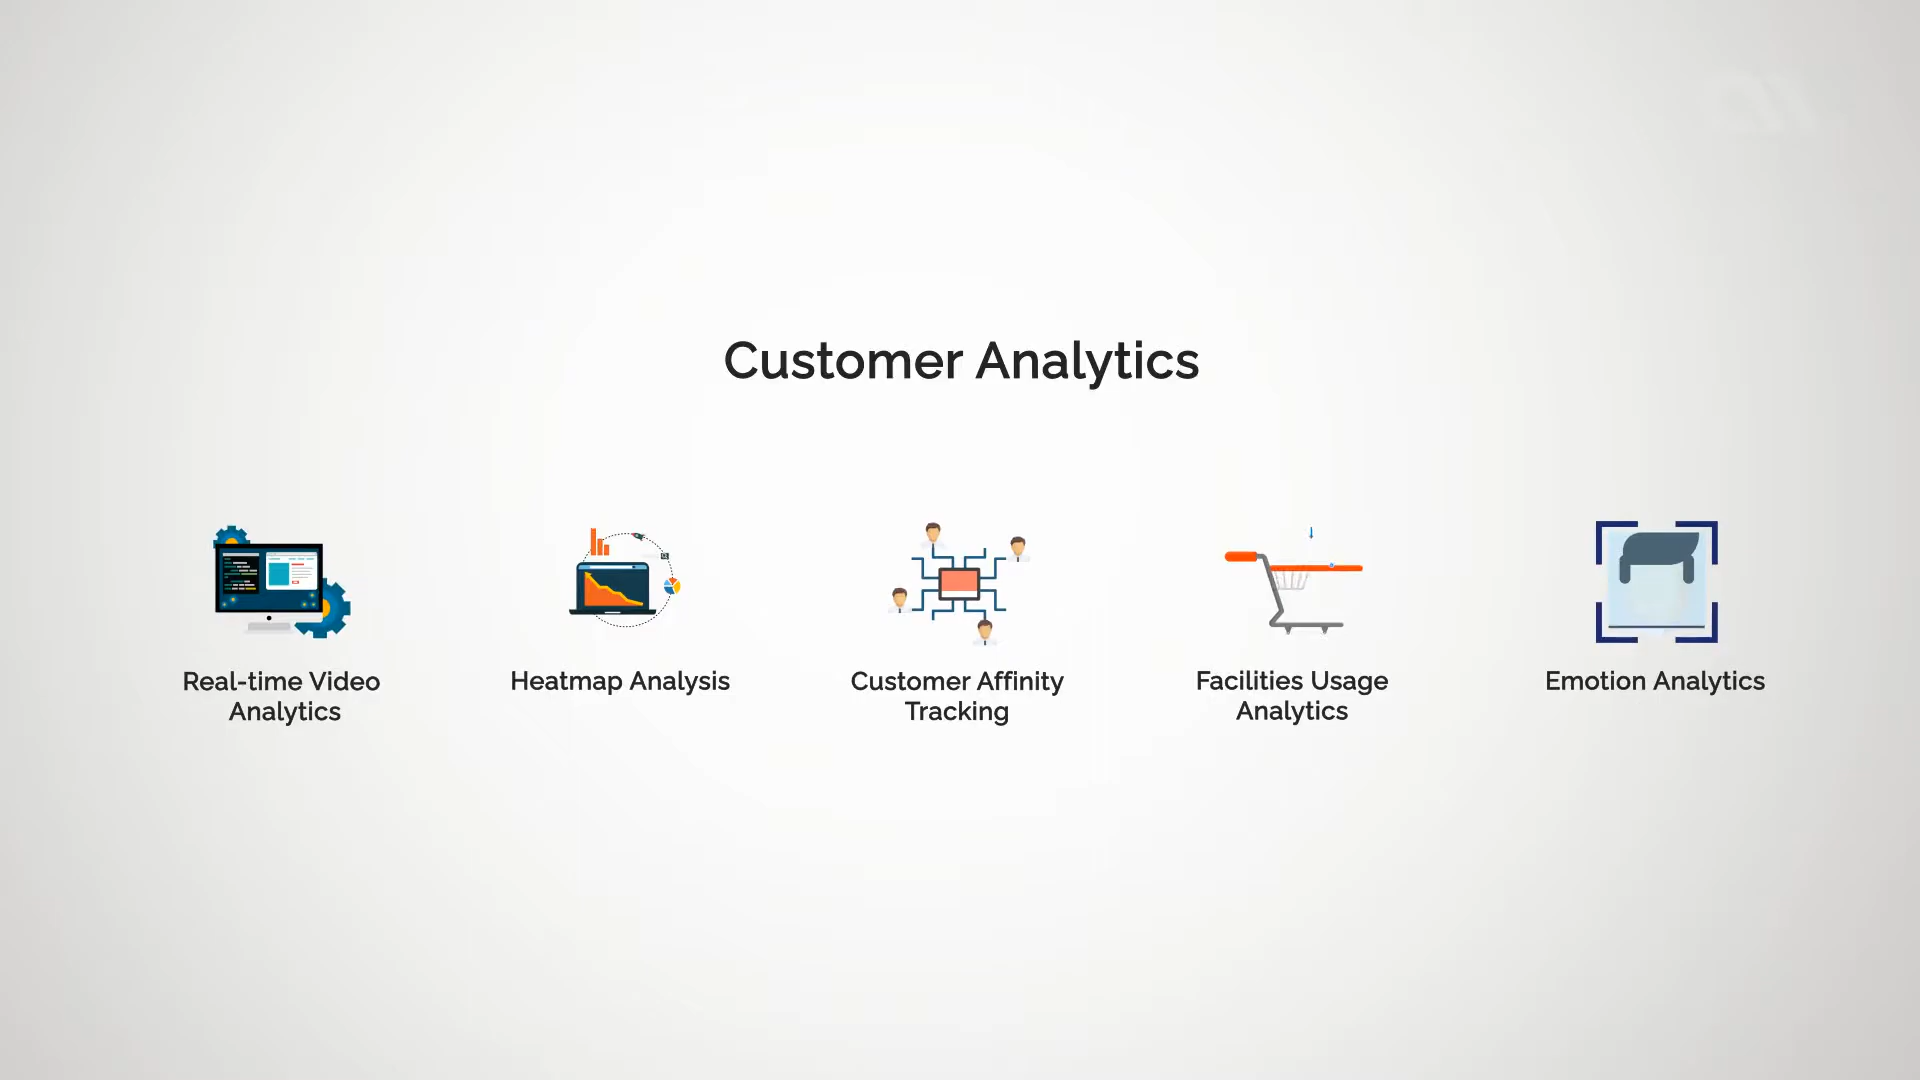 Customer Analytics
Real-time Video
Analytics
Heatmap Analysis
Customer Affinity
Tracking
Facilities Usage
Analytics
Emotion Analytics